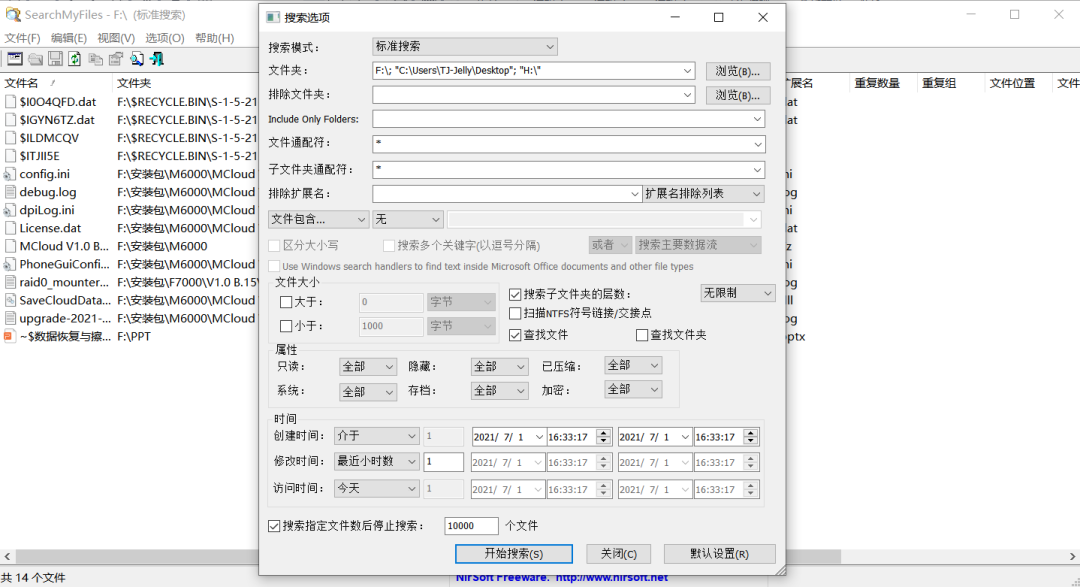 SearchMyFiles - F:\ (标准搜索)
文件(F) 编辑(E) 视图(V) 选项(O) 帮助(H)
文件名 / 文件夹 扩展名 重复数量 重复组 文件位置 文件
$I0O4QFD.dat F:\$RECYCLE.BIN\S-1-5-21 dat
$IGYN6TZ.dat F:\$RECYCLE.BIN\S-1-5-21 dat
$ILDMCQV F:\$RECYCLE.BIN\S-1-5-21
$ITJII5E F:\$RECYCLE.BIN\S-1-5-21
config.ini F:\安装包\M6000\MCloud ni
debug.log F:\安装包\M6000\MCloud og
dpiLog.ini F:\安装包\M6000\MCloud ni
License.dat F:\安装包\M6000\MCloud dat
MCloud V1.0 B... F:\安装包\M6000 z
PhoneGuiConfi... F:\安装包\M6000\MCloud ni
raid0_mounter... F:\安装包\F7000\V1.0 B.15\ og
SaveCloudData... F:\安装包\M6000\MCloud ll
upgrade-2021-... F:\安装包\M6000\MCloud og
~$数据恢复与擦... F:\PPT ptx
共 14 个文件
NirSoft Freeware. http://www.nirsoft.net
搜索选项
搜索模式: 标准搜索
文件夹: F:\; "C:\Users\TJ-Jelly\Desktop"; "H:\" 浏览(B)...
排除文件夹: 浏览(B)...
Include Only Folders:
文件通配符: *
子文件夹通配符: *
排除扩展名: 扩展名排除列表
文件包含... 无
区分大小写 搜索多个关键字(以逗号分隔) 或者 搜索主要数据流
Use Windows search handlers to find text inside Microsoft Office documents and other file types
文件大小
大于: 0 字节
小于: 1000 字节
搜索子文件夹的层数: 无限制
扫描NTFS符号链接/交接点
查找文件 查找文件夹
属性
只读: 全部 隐藏: 全部 已压缩: 全部
系统: 全部 存档: 全部 加密: 全部
时间
创建时间: 介于 1 2021/ 7/ 1 16:33:17 2021/ 7/ 1 16:33:17
修改时间: 最近小时数 1 2021/ 7/ 1 16:33:17 2021/ 7/ 1 16:33:17
访问时间: 今天 1 2021/ 7/ 1 16:33:17 2021/ 7/ 1 16:33:17
搜索指定文件数后停止搜索: 10000 个文件
开始搜索(S) 关闭(C) 默认设置(R)